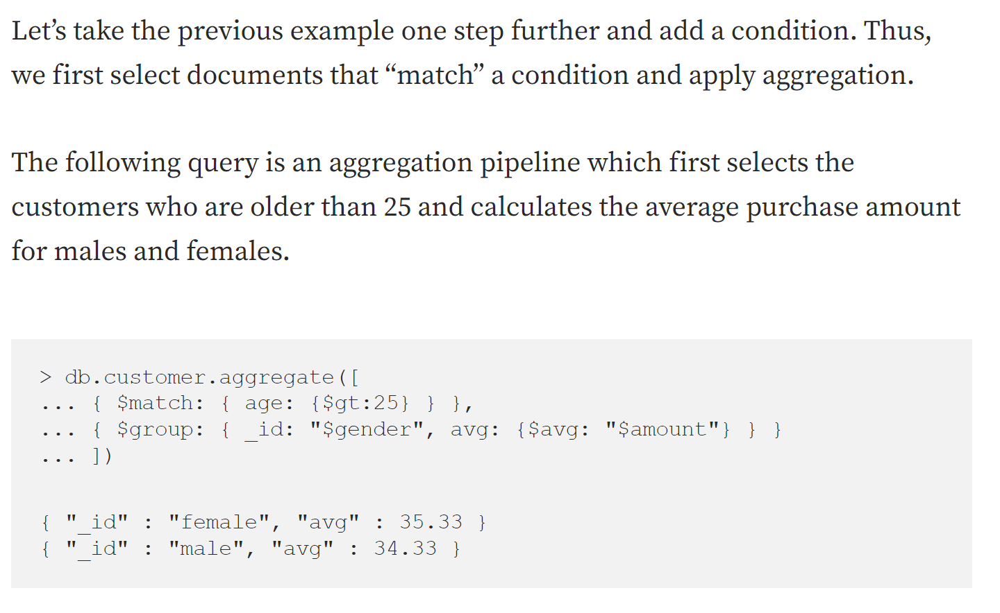 Let’s take the previous example one step further and add a condition. Thus,
we first select documents that “match” a condition and apply aggregation.
The following query is an aggregation pipeline which first selects the
customers who are older than 25 and calculates the average purchase amount
for males and females.
> db.customer.aggregate([
... { $match: { age: {$gt:25} } },
... { $group: { _id: "$gender", avg: {$avg: "$amount"} } }
... ])
{ "_id" : "female", "avg" : 35.33 }
{ "_id" : "male", "avg" : 34.33 }